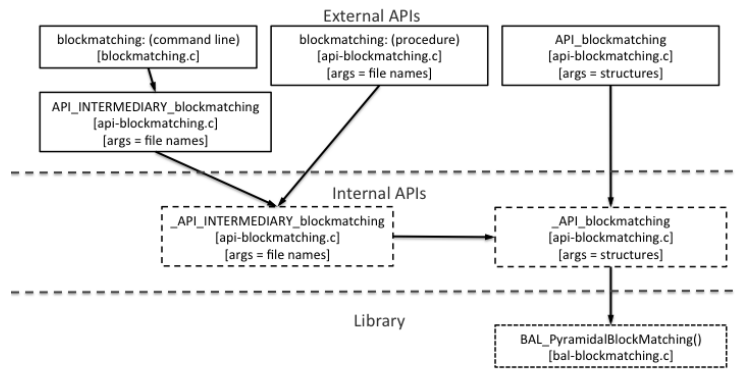 External APIs
blockmatching: (command line)
[blockmatching.c]
blockmatching: (procedure)
[api-blockmatching.c]
[args = file names]
API_blockmatching
[api-blockmatching.c]
[args = structures]
API_INTERMEDIARY_blockmatching
[api-blockmatching.c]
[args = file names]
Internal APIs
_API_INTERMEDIARY_blockmatching
[api-blockmatching.c]
[args = file names]
_API_blockmatching
[api-blockmatching.c]
[args = structures]
Library
BAL_PyramidalBlockMatching()
[bal-blockmatching.c]